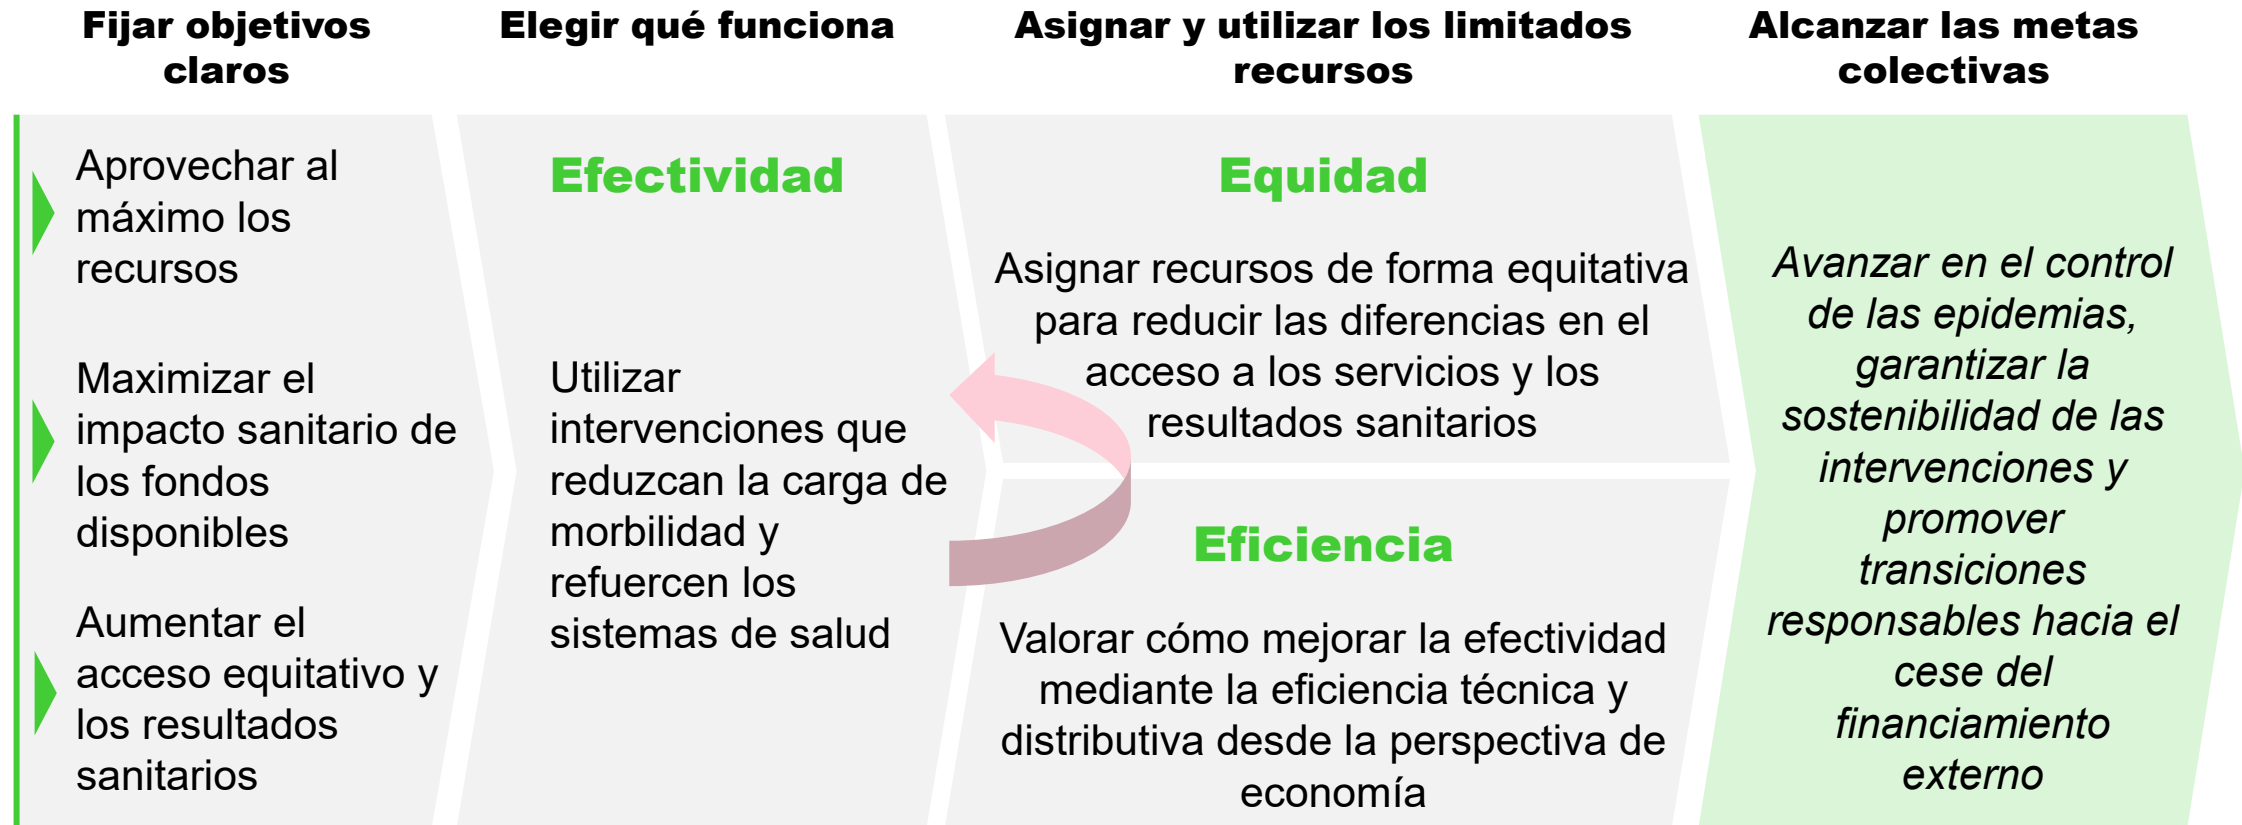 Fijar objetivos
claros
Elegir qué funciona
Asignar y utilizar los limitados
recursos
Alcanzar las metas
colectivas
Aprovechar al
máximo los
recursos
Maximizar el
impacto sanitario de
los fondos
disponibles
Aumentar el
acceso equitativo y
los resultados
sanitarios
Efectividad
Utilizar
intervenciones que
reduzcan la carga de
morbilidad y
refuercen los
sistemas de salud
Equidad
Asignar recursos de forma equitativa
para reducir las diferencias en el
acceso a los servicios y los
resultados sanitarios
Eficiencia
Valorar cómo mejorar la efectividad
mediante la eficiencia técnica y
distributiva desde la perspectiva de
economía
Avanzar en el control
de las epidemias,
garantizar la
sostenibilidad de las
intervenciones y
promover
transiciones
responsables hacia el
cese del
financiamiento
externo